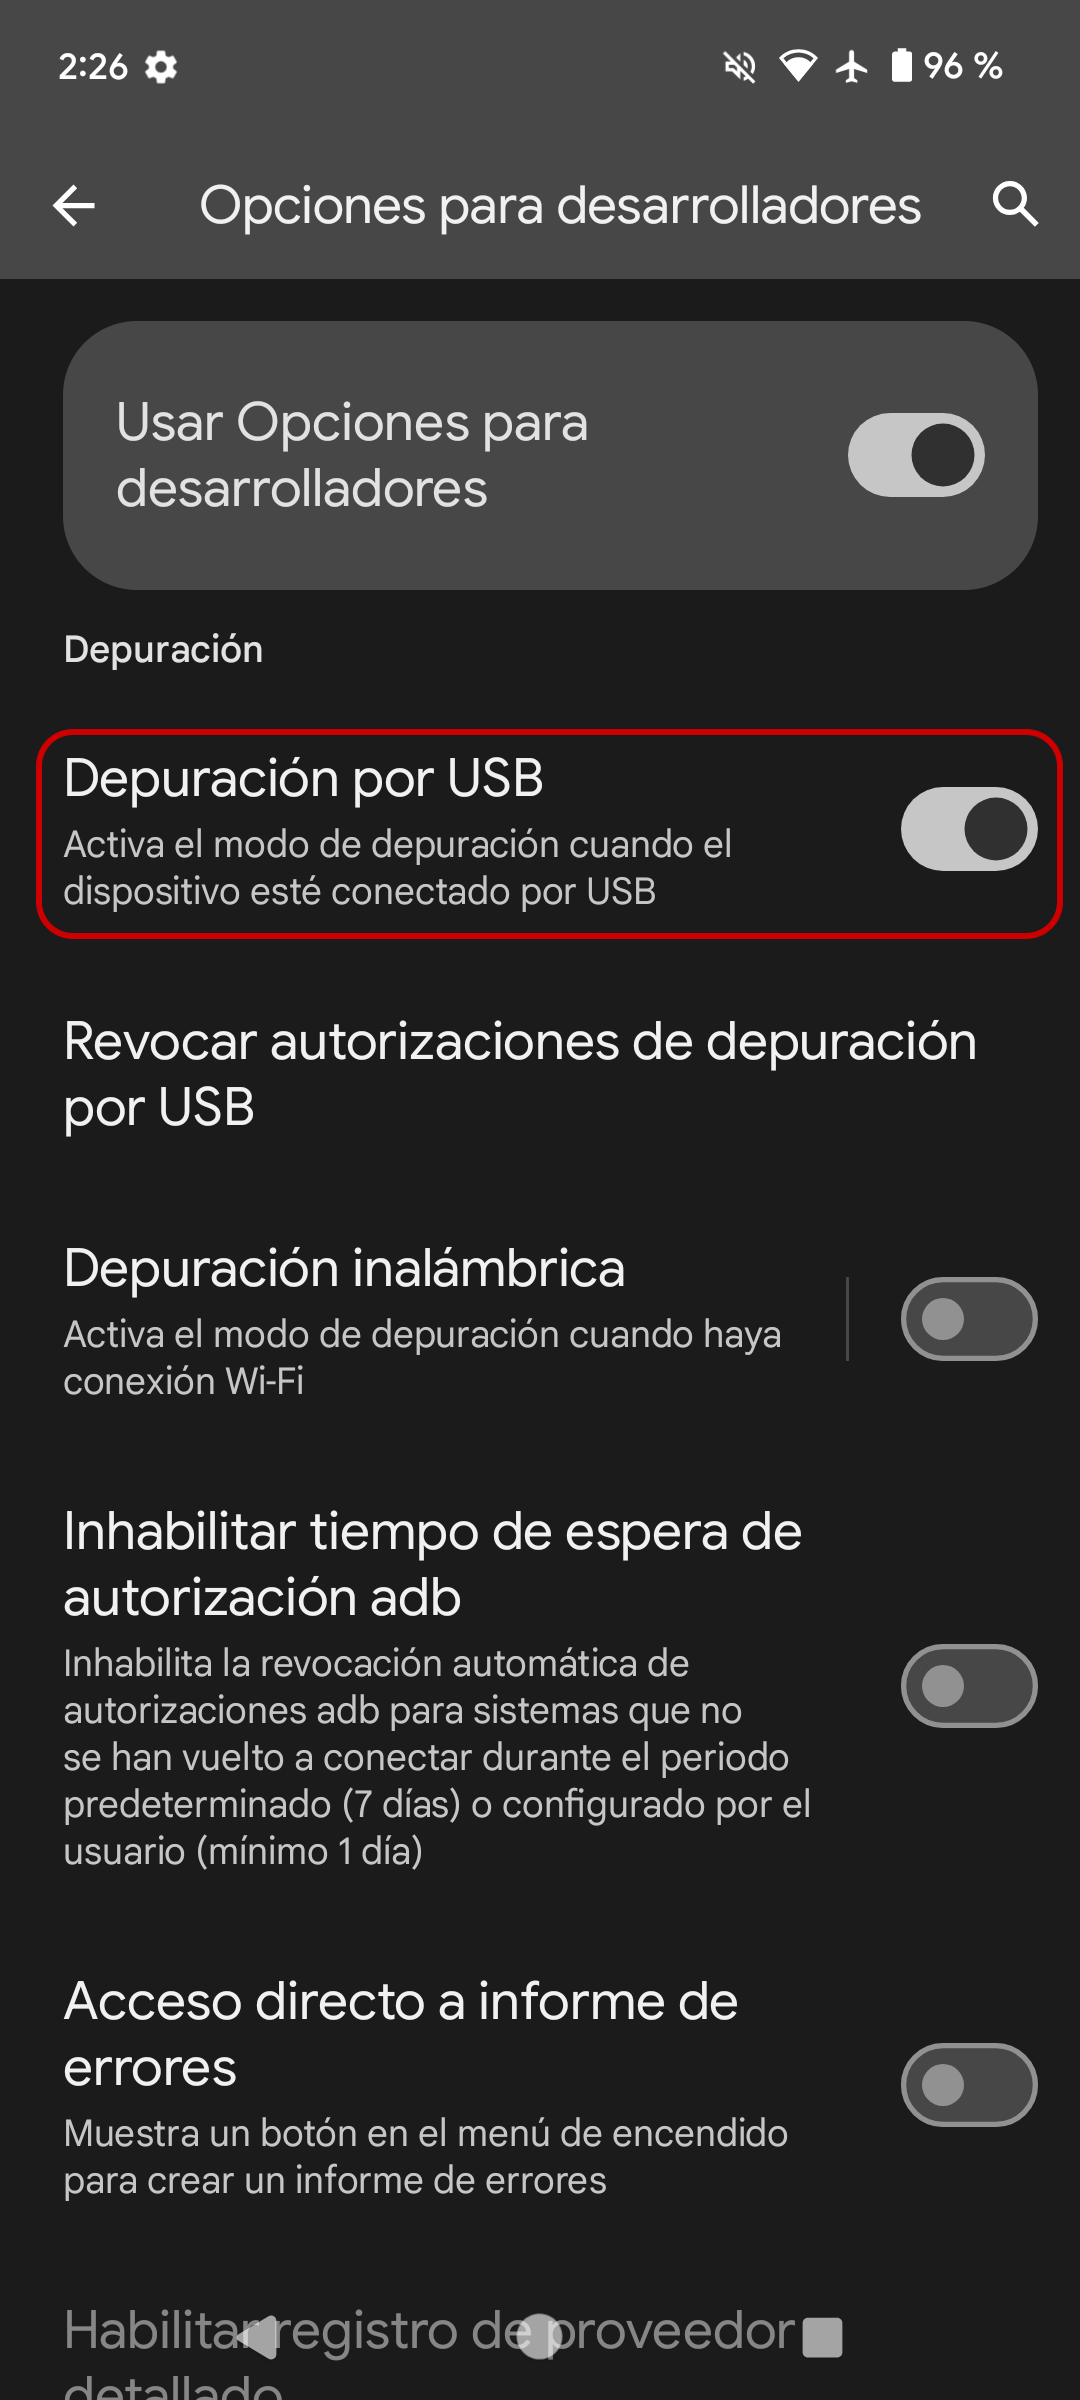 2:26
96 %
Opciones para desarrolladores
Usar Opciones para
desarrolladores
Depuración
Depuración por USB
Activa el modo de depuración cuando el
dispositivo esté conectado por USB
Revocar autorizaciones de depuración
por USB
Depuración inalámbrica
Activa el modo de depuración cuando haya
conexión Wi-Fi
Inhabilitar tiempo de espera de
autorización adb
Inhabilita la revocación automática de
autorizaciones adb para sistemas que no
se han vuelto a conectar durante el periodo
predeterminado (7 días) o configurado por el
usuario (mínimo 1 día)
Acceso directo a informe de
errores
Muestra un botón en el menú de encendido
para crear un informe de errores
Habilitar registro de proveedor
detallado